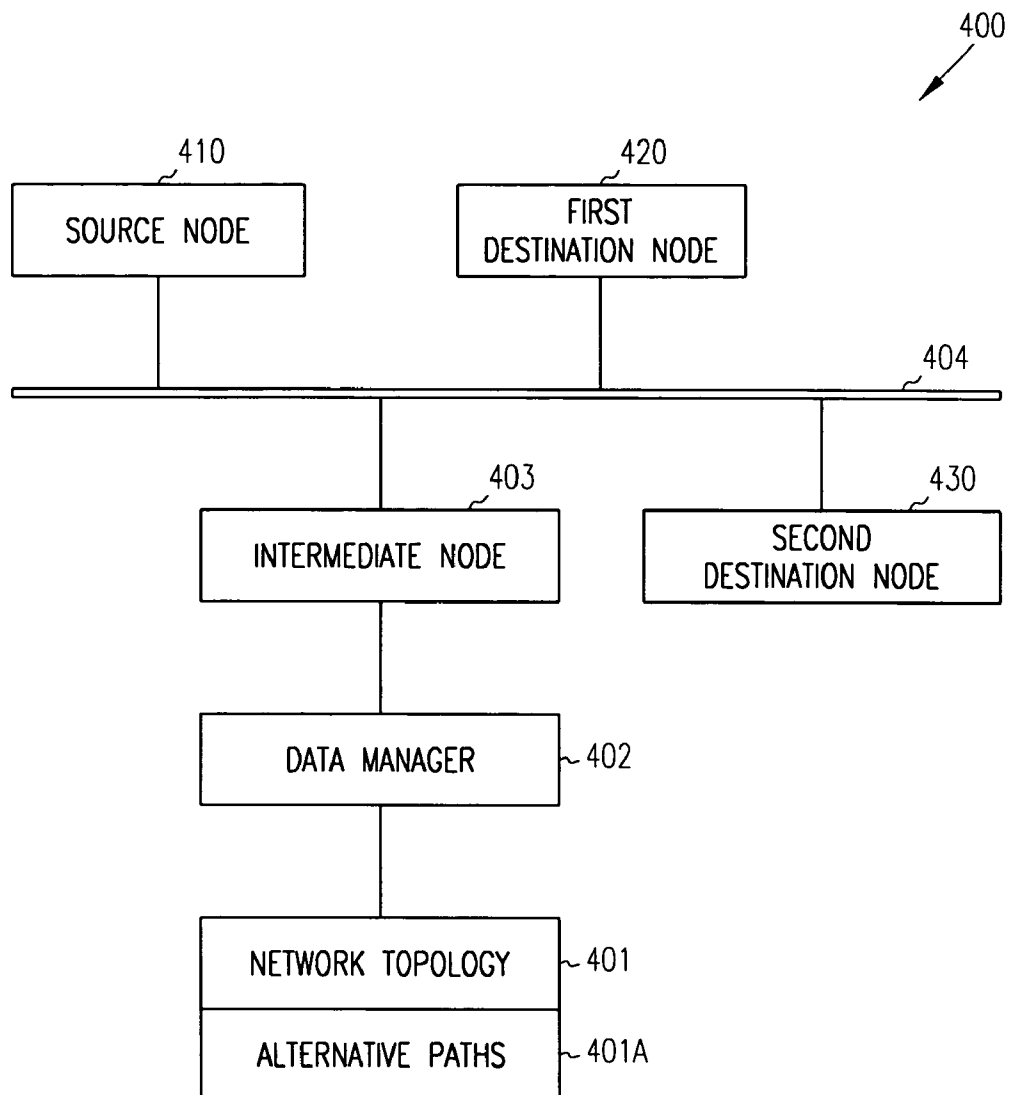 400
410
SOURCE NODE
420
FIRST
DESTINATION NODE
404
403
INTERMEDIATE NODE
430
SECOND
DESTINATION NODE
DATA MANAGER
402
NETWORK TOPOLOGY
401
ALTERNATIVE PATHS
401A